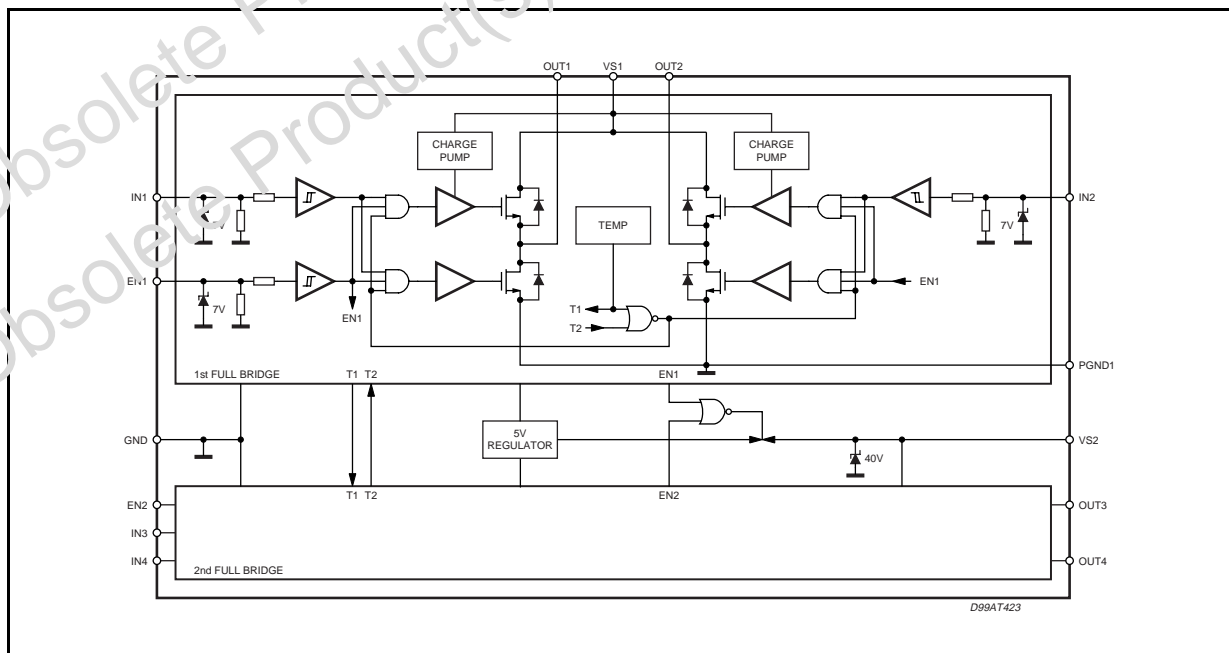 Obsolete
Obsolete Product(s)
OUT1 VS1 OUT2
CHARGE
PUMP
CHARGE
PUMP
IN1
IN2
TEMP
7V
EN1
7V
EN1
T1
T2
EN1
PGND1
1st FULL BRIDGE
T1 T2
EN1
GND
5V
REGULATOR
VS2
40V
T1 T2
EN2
EN2
OUT3
IN3
IN4
OUT4
2nd FULL BRIDGE
D99AT423